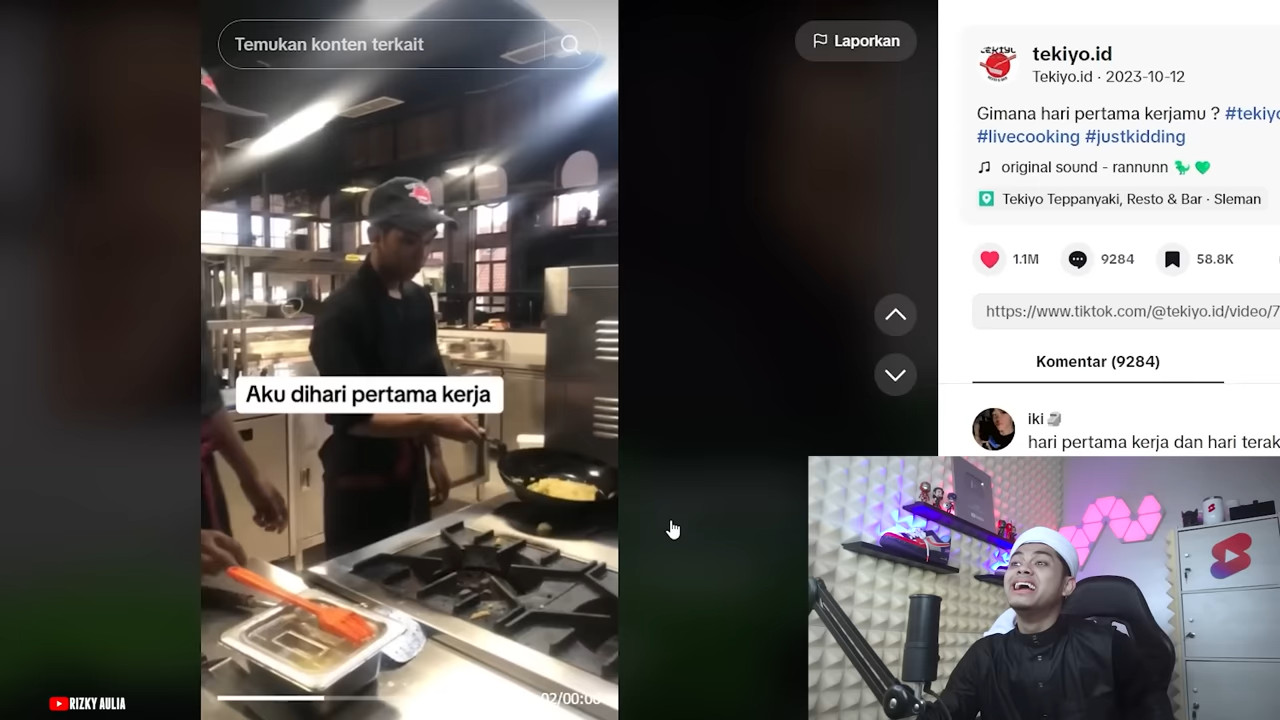 Temukan konten terkait
Laporkan
TEKIYO
tekiyo.id
Tekiyo.id · 2023-10-12
Gimana hari pertama kerjamu ? #tekiyo
#livecooking #justkidding
original sound - rannunn 🦖💚
Tekiyo Teppanyaki, Resto & Bar · Sleman
1.1M
9284
58.8K
https://www.tiktok.com/@tekiyo.id/video/7
Komentar (9284)
iki🗿
hari pertama kerja dan hari terak
Aku dihari pertama kerja
RIZKY AULIA